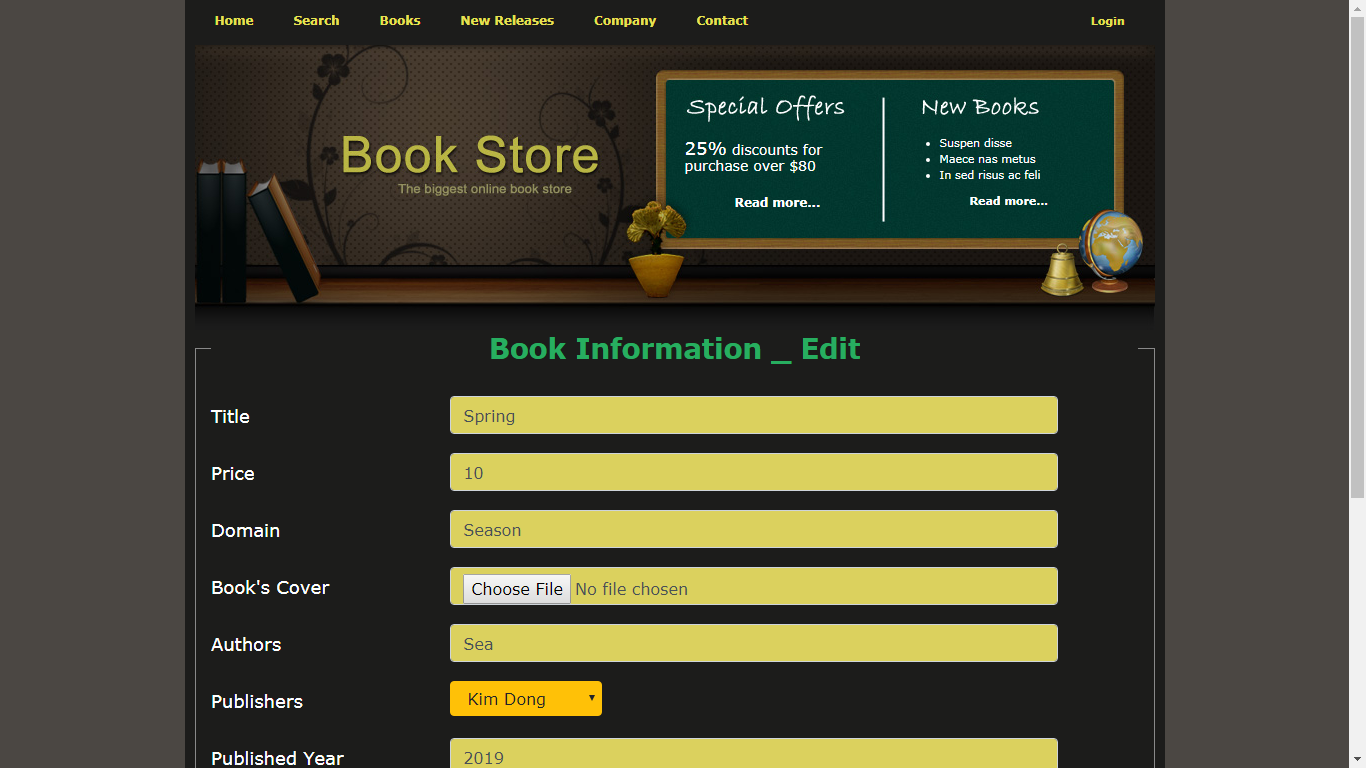 Home Search Books New Releases Company Contact Login
Book Store
The biggest online book store
Special Offers
25% discounts for
purchase over $80
Read more...
New Books
Suspen disse
Maece nas metus
In sed risus ac feli
Read more...
Book Information _ Edit
Title Spring
Price 10
Domain Season
Book's Cover Choose File No file chosen
Authors Sea
Publishers Kim Dong
Published Year 2019